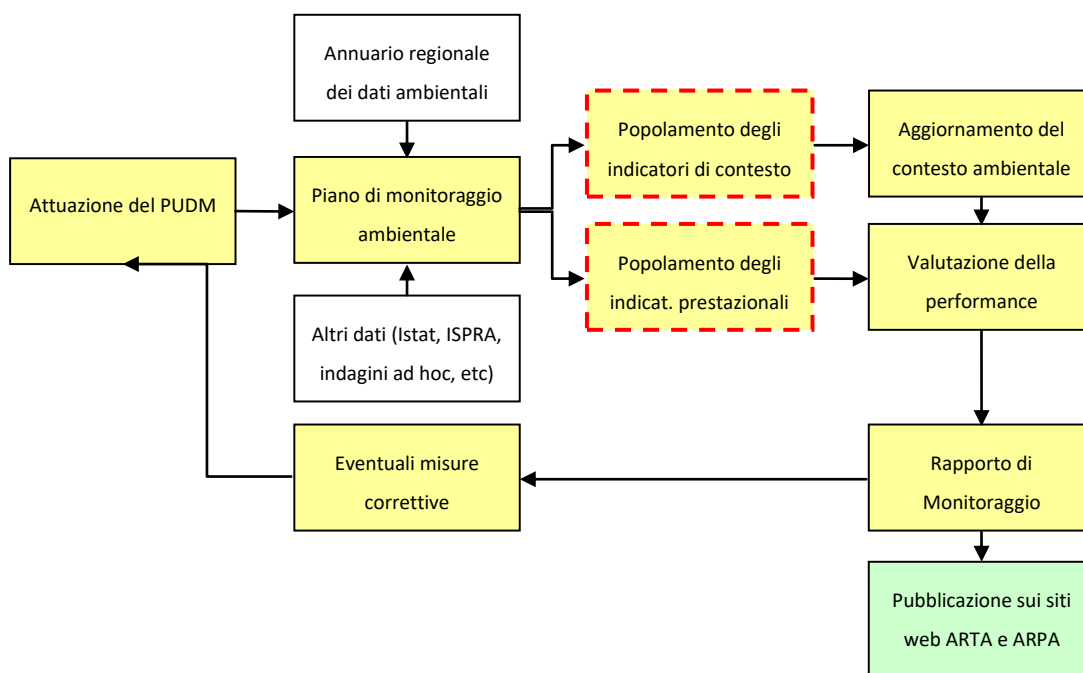 Annuario regionale
dei dati ambientali
Popolamento degli
indicatori di contesto
Aggiornamento del
contesto ambientale
Attuazione del PUDM
Piano di monitoraggio
ambientale
Popolamento degli
indicat. prestazionali
Valutazione della
performance
Altri dati (Istat, ISPRA,
indagini ad hoc, etc)
Eventuali misure
correttive
Rapporto di
Monitoraggio
Pubblicazione sui siti
web ARTA e ARPA